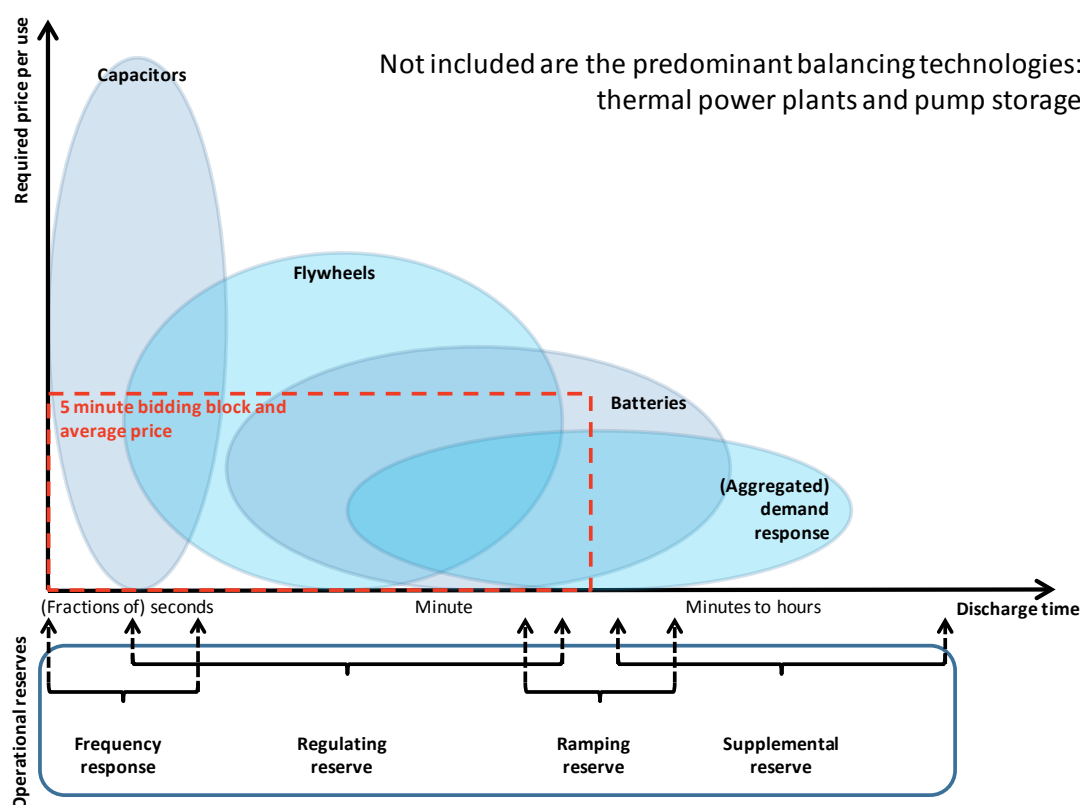 Required price per use
Not included are the predominant balancing technologies:
thermal power plants and pump storage
Capacitors
Flywheels
5 minute bidding block and
average price
Batteries
(Aggregated)
demand
response
(Fractions of) seconds
Minute
Minutes to hours
Discharge time
Operational reserves
Frequency
response
Regulating
reserve
Ramping
reserve
Supplemental
reserve